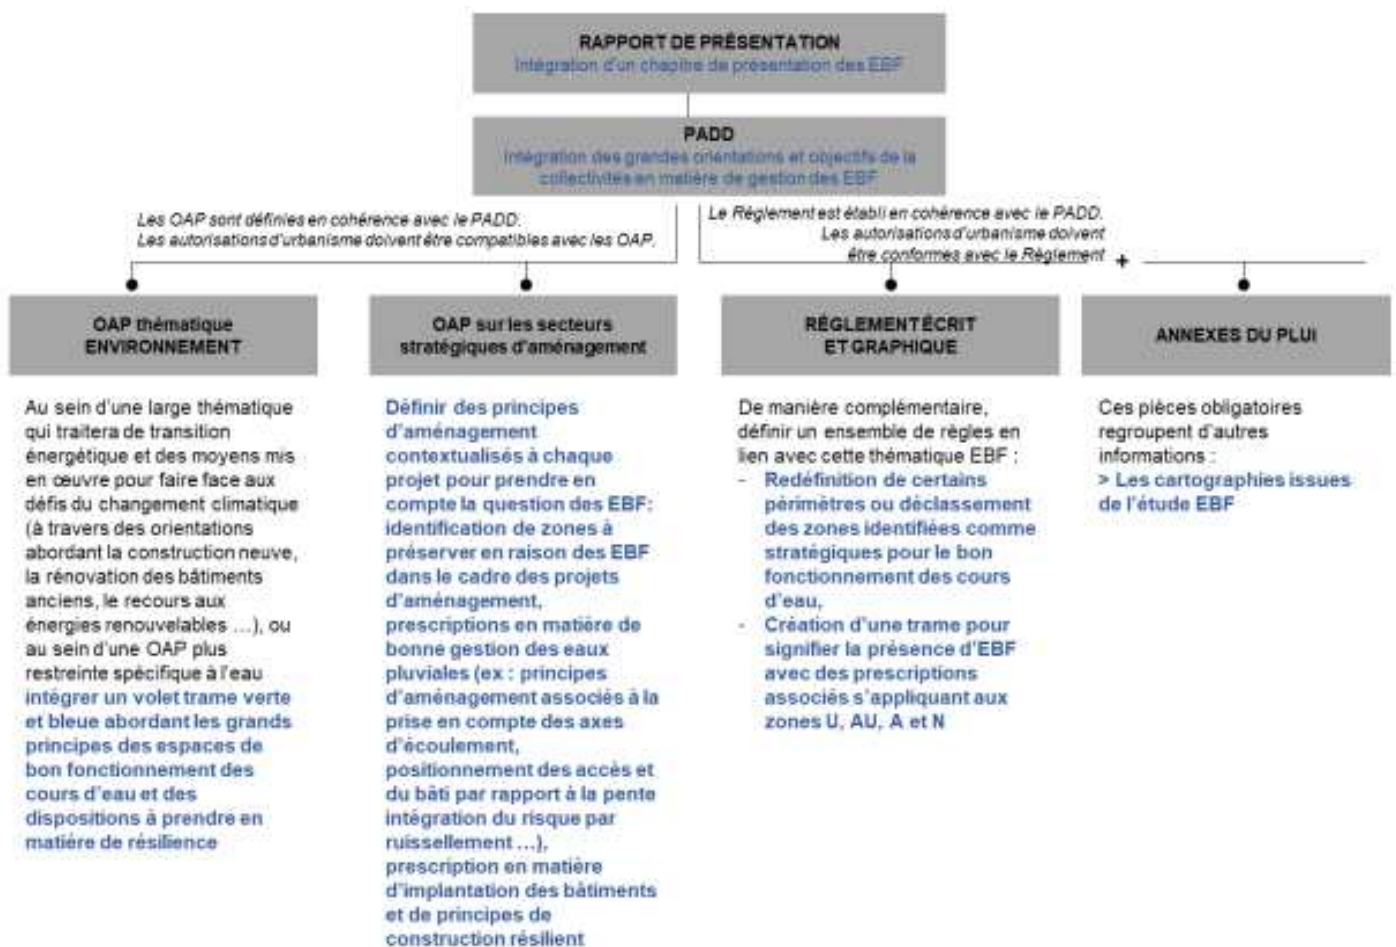 RAPPORT DE PRÉSENTATION
Intégration d'un chapitre de présentation des EBF
PADD
Intégration des grandes orientations et objectifs de la
collectivités en matière de gestion des EBF
Les OAP sont définies en cohérence avec le PADD.
Les autorisations d'urbanisme doivent être compatibles avec les OAP.
Le Règlement est établi en cohérence avec le PADD.
Les autorisations d'urbanisme doivent
être conformes avec le Règlement
+
OAP thématique
ENVIRONNEMENT
Au sein d'une large thématique
qui traitera de transition
énergétique et des moyens mis
en œuvre pour faire face aux
défis du changement climatique
(à travers des orientations
abordant la construction neuve,
la rénovation des bâtiments
anciens, le recours aux
énergies renouvelables …), ou
au sein d'une OAP plus
restreinte spécifique à l'eau
intégrer un volet trame verte
et bleue abordant les grands
principes des espaces de
bon fonctionnement des
cours d'eau et des
dispositions à prendre en
matière de résilience
OAP sur les secteurs
stratégiques d'aménagement
Définir des principes
d'aménagement
contextualisés à chaque
projet pour prendre en
compte la question des EBF:
identification de zones à
préserver en raison des EBF
dans le cadre des projets
d'aménagement,
prescriptions en matière de
bonne gestion des eaux
pluviales (ex : principes
d'aménagement associés à la
prise en compte des axes
d'écoulement,
positionnement des accès et
du bâti par rapport à la pente
intégration du risque par
ruissellement …),
prescription en matière
d'implantation des bâtiments
et de principes de
construction résilient
RÈGLEMENT ÉCRIT
ET GRAPHIQUE
De manière complémentaire,
définir un ensemble de règles en
lien avec cette thématique EBF :
- Redéfinition de certains
périmètres ou déclassement
des zones identifiées comme
stratégiques pour le bon
fonctionnement des cours
d'eau,
- Création d'une trame pour
signifier la présence d'EBF
avec des prescriptions
associés s'appliquant aux
zones U, AU, A et N
ANNEXES DU PLUI
Ces pièces obligatoires
regroupent d'autres
informations :
> Les cartographies issues
de l'étude EBF